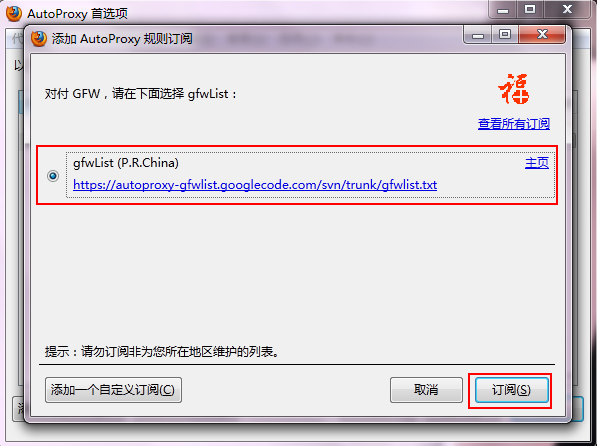 AutoProxy 首选项
添加 AutoProxy 规则订阅
对付 GFW，请在下面选择 gfwList：
福
查看所有订阅
gfwList (P.R.China)
主页
https://autoproxy-gfwlist.googlecode.com/svn/trunk/gfwlist.txt
提示：请勿订阅非为您所在地区维护的列表。
添加一个自定义订阅(C)
取消
订阅(S)